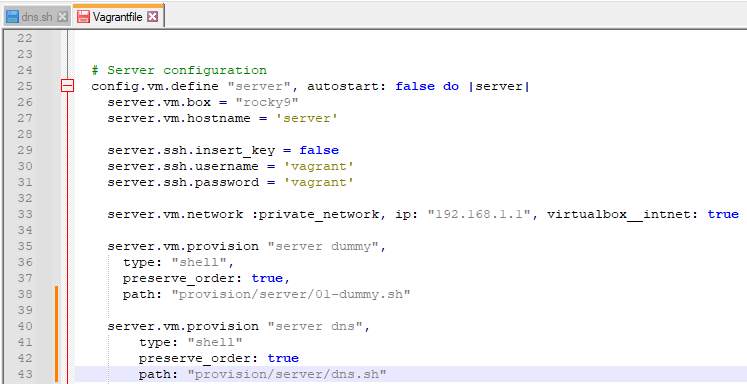 dns.sh Vagrantfile
22
23
24 # Server configuration
25 config.vm.define "server", autostart: false do |server|
26 server.vm.box = "rocky9"
27 server.vm.hostname = 'server'
28
29 server.ssh.insert_key = false
30 server.ssh.username = 'vagrant'
31 server.ssh.password = 'vagrant'
32
33 server.vm.network :private_network, ip: "192.168.1.1", virtualbox__intnet: true
34
35 server.vm.provision "server dummy",
36 type: "shell",
37 preserve_order: true,
38 path: "provision/server/01-dummy.sh"
39
40 server.vm.provision "server dns",
41 type: "shell"
42 preserve_order: true
43 path: "provision/server/dns.sh"